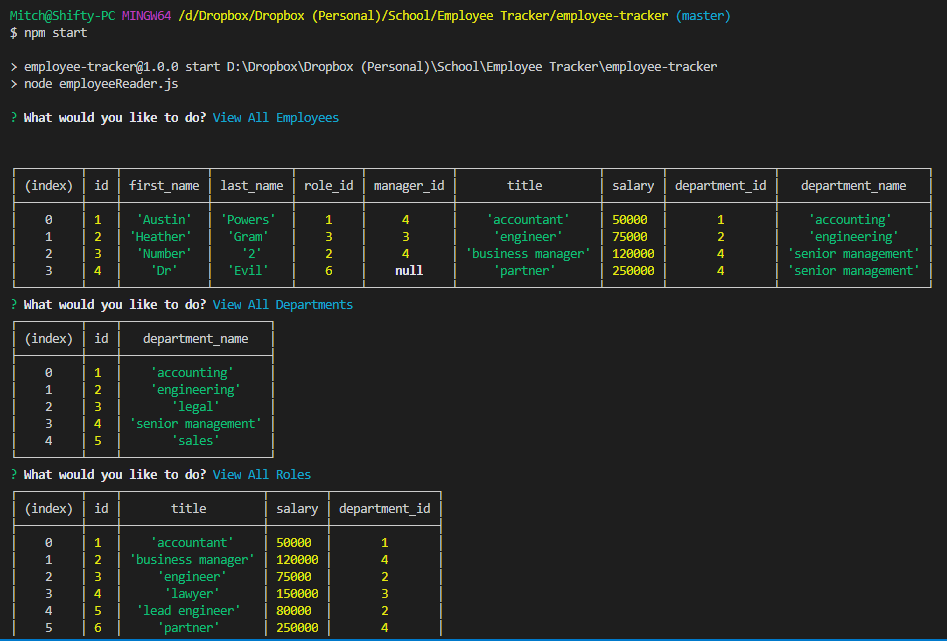 Mitch@Shifty-PC MINGW64 /d/Dropbox/Dropbox (Personal)/School/Employee Tracker/employee-tracker (master)
$ npm start
> employee-tracker@1.0.0 start D:\Dropbox\Dropbox (Personal)\School\Employee Tracker\employee-tracker
> node employeeReader.js
? What would you like to do? View All Employees
(index) id first_name last_name role_id manager_id title salary department_id department_name
0 1 'Austin' 'Powers' 1 4 'accountant' 50000 1 'accounting'
1 2 'Heather' 'Gram' 3 3 'engineer' 75000 2 'engineering'
2 3 'Number' '2' 2 4 'business manager' 120000 4 'senior management'
3 4 'Dr' 'Evil' 6 null 'partner' 250000 4 'senior management'
? What would you like to do? View All Departments
(index) id department_name
0 1 'accounting'
1 2 'engineering'
2 3 'legal'
3 4 'senior management'
4 5 'sales'
? What would you like to do? View All Roles
(index) id title salary department_id
0 1 'accountant' 50000 1
1 2 'business manager' 120000 4
2 3 'engineer' 75000 2
3 4 'lawyer' 150000 3
4 5 'lead engineer' 80000 2
5 6 'partner' 250000 4